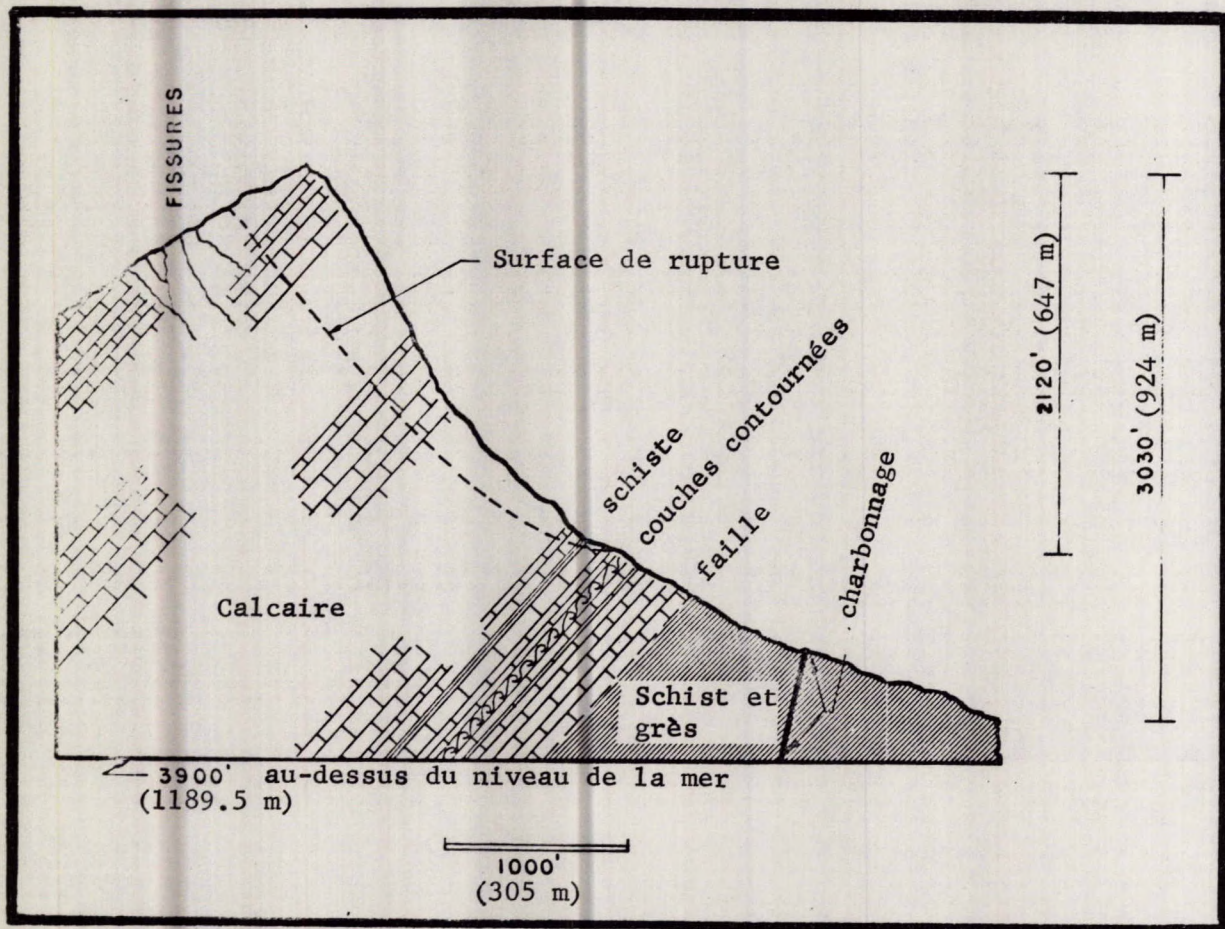 FISSURES
Surface de rupture
schiste
couches contournées
faille
charbonnage
2120' (647 m)
3030' (924 m)
Calcaire
Schist et
grès
3900' au-dessus du niveau de la mer
(1189.5 m)
1000'
(305 m)